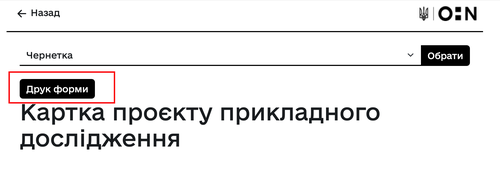 ← Назад
О:Н
Чернетка
Обрати
Друк форми
Картка проєкту прикладного
дослідження